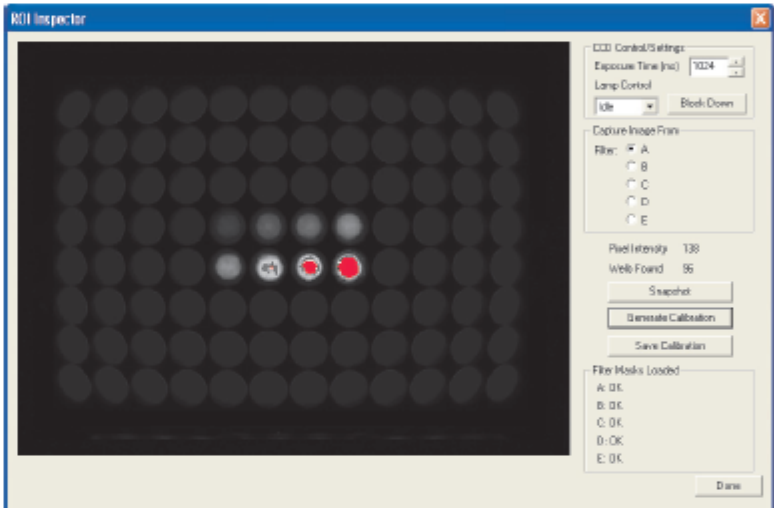 ROI Inspector
CCD Control/Settings
Exposure Time (ms) 1024
Lamp Control
Idle Block Down
Capture Image From
Filter: A
B
C
D
E
Pixel Intensity 138
Wells Found 96
Snapshot
Generate Calibration
Save Calibration
Filter Masks Loaded
A: OK
B: OK
C: OK
D: OK
E: OK
Done